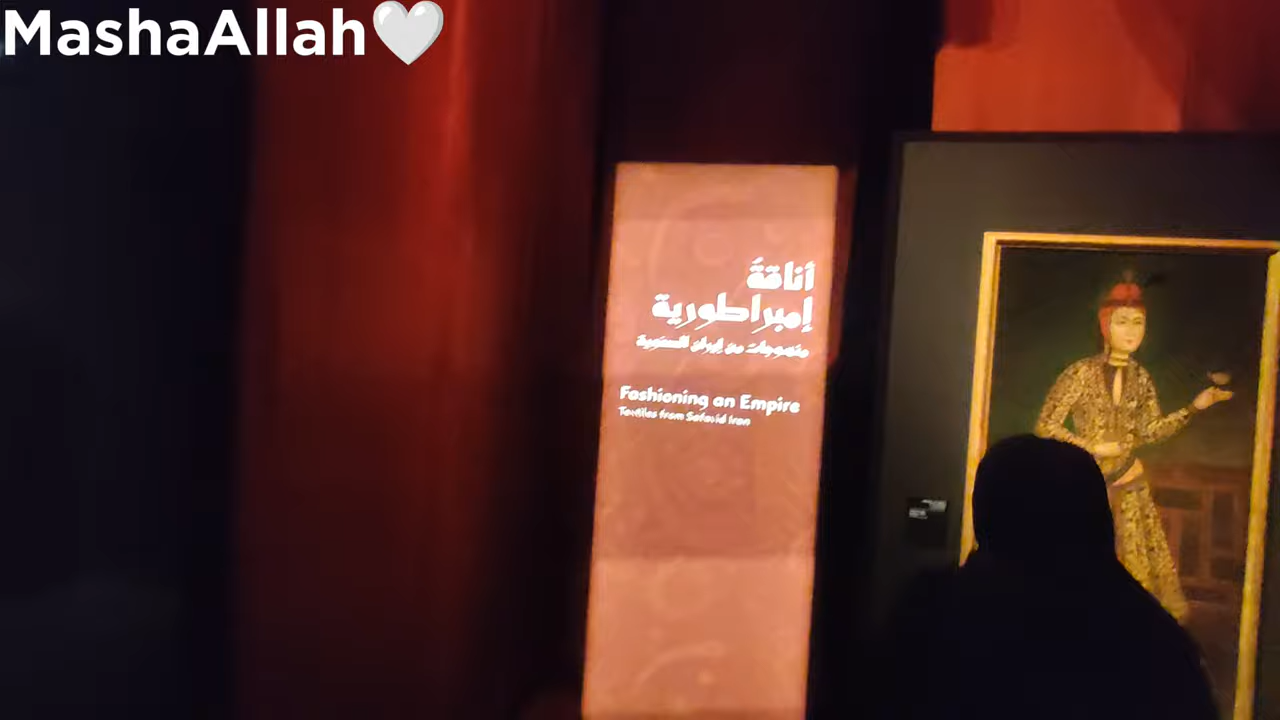 MashaAllah🤍
أناقةُ
إمبراطورية
منسوجات من إيران الصفوية
Fashioning an Empire
Textiles from Safavid Iran